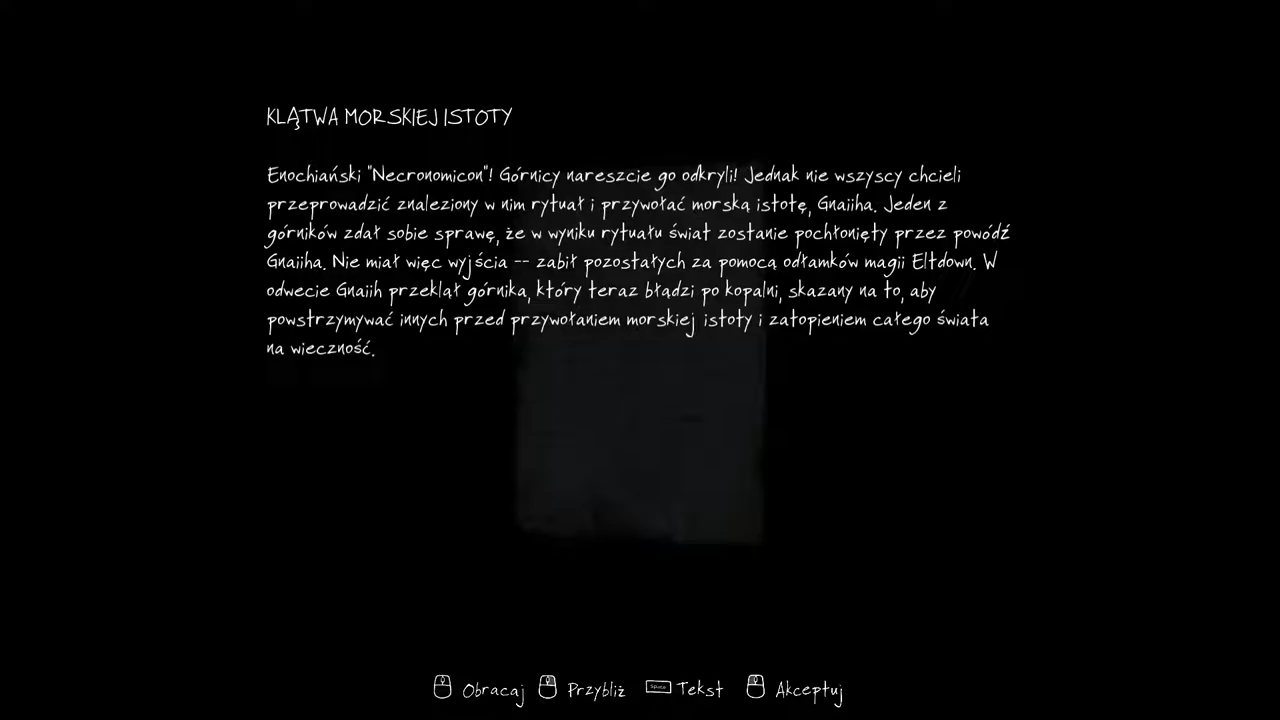 KLĄTWA MORSKIEJ ISTOTY
Enochiański "Necronomicon"! Górnicy nareszcie go odkryli! Jednak nie wszyscy chcieli
przeprowadzić znaleziony w nim rytuał i przywołać morską istotę, Gnaiiha. Jeden z
górników zdał sobie sprawę, że w wyniku rytuału świat zostanie pochłonięty przez powódź
Gnaiiha. Nie miał więc wyjścia -- zabił pozostałych za pomocą odłamków magii Eltdown. W
odwecie Gnaiih przeklął górnika, który teraz błądzi po kopalni, skazany na to, aby
powstrzymywać innych przed przywołaniem morskiej istoty i zatopieniem całego świata
na wieczność.
Obracaj Przybliż Space Tekst Akceptuj